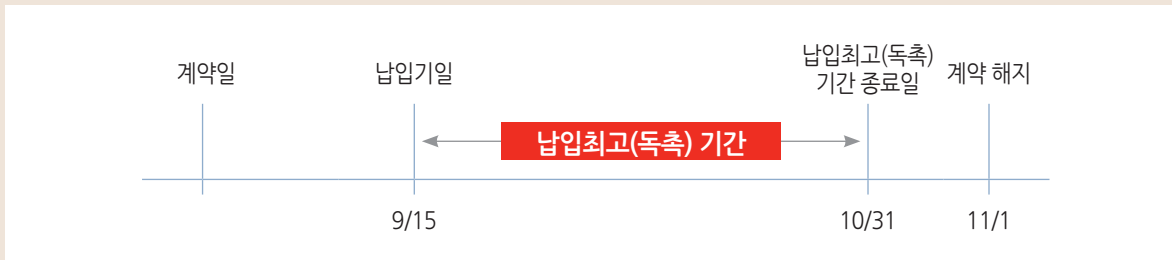 계약일
납입기일
납입최고(독촉)
기간 종료일
계약 해지
납입최고(독촉) 기간
9/15
10/31
11/1